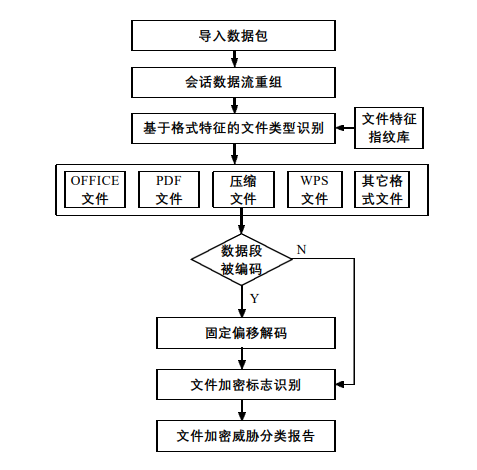 导入数据包
会话数据流重组
基于格式特征的文件类型识别
文件特征
指纹库
OFFICE
文件
PDF
文件
压缩
文件
WPS
文件
其它格
式文件
数据段
被编码
N
Y
固定偏移解码
文件加密标志识别
文件加密威胁分类报告